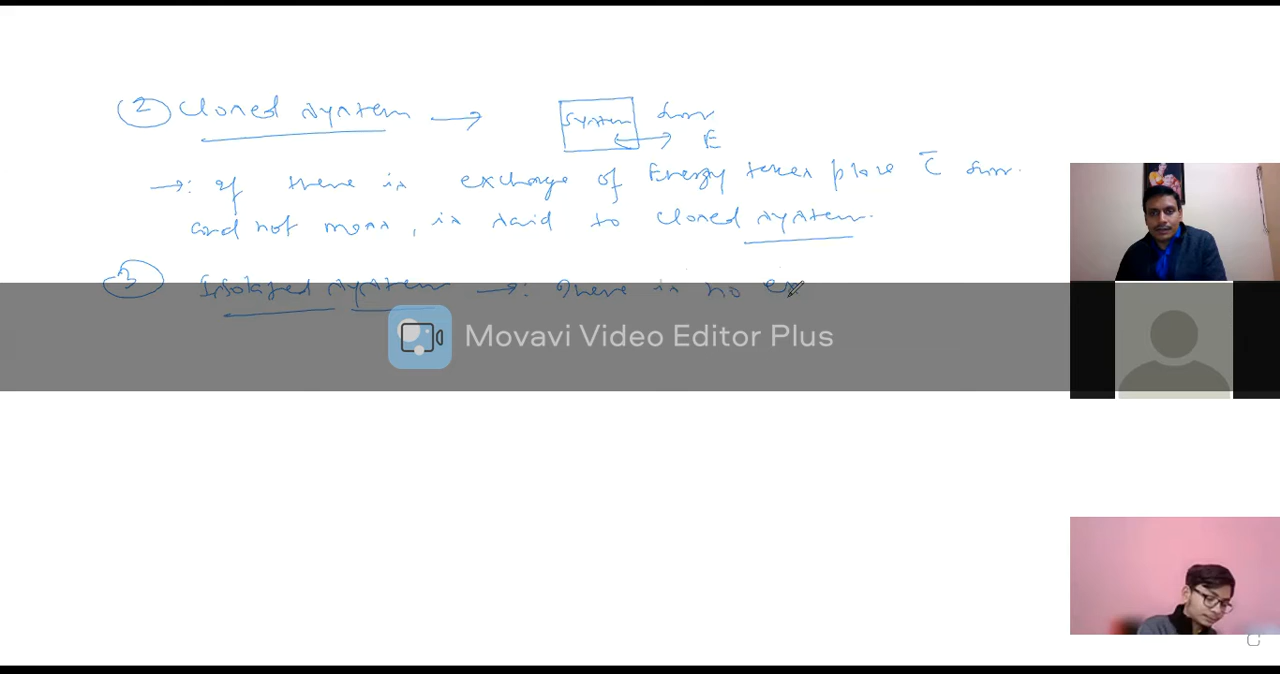 ② Closed system → system surr
E
→: If there is exchange of Energy takes place c̄ surr.
and not mass, is said to closed system.
③ Isolated system →: There is no ex
Movavi Video Editor Plus